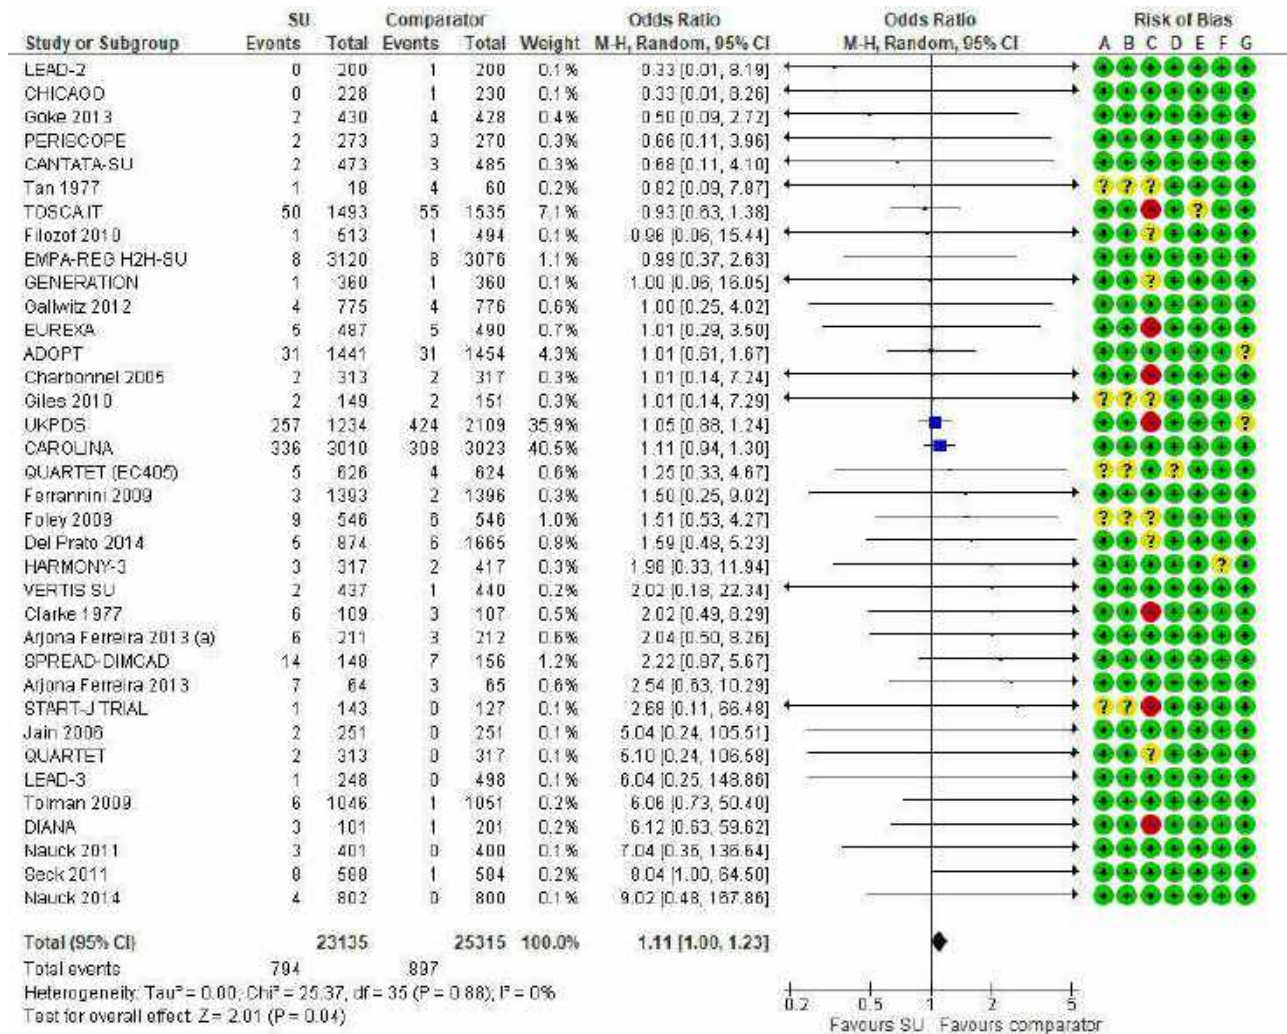 SU Comparator Odds Ratio Odds Ratio Risk of Bias
Study or Subgroup Events Total Events Total Weight M-H, Random, 95% CI M-H, Random, 95% CI A B C D E F G
LEAD-2 0 200 1 200 0.1% 0.33 [0.01, 8.19]
CHICAGO 0 228 1 230 0.1% 0.33 [0.01, 8.26]
Goke 2013 2 430 4 428 0.4% 0.50 [0.09, 2.72]
PERISCOPE 2 273 3 270 0.3% 0.66 [0.11, 3.96]
CANTATA-SU 2 473 3 485 0.3% 0.68 [0.11, 4.10]
Tan 1977 1 18 4 60 0.2% 0.82 [0.09, 7.87] ? ? ?
TOSCA.IT 50 1493 55 1535 7.1% 0.93 [0.63, 1.38] ?
Filozof 2010 1 513 1 494 0.1% 0.96 [0.06, 15.44] ?
EMPA-REG H2H-SU 8 3120 8 3076 1.1% 0.99 [0.37, 2.63]
GENERATION 1 360 1 360 0.1% 1.00 [0.06, 16.05] ?
Gallwitz 2012 4 775 4 776 0.6% 1.00 [0.25, 4.02]
EUREXA 5 487 5 490 0.7% 1.01 [0.29, 3.50]
ADOPT 31 1441 31 1454 4.3% 1.01 [0.61, 1.67] ?
Charbonnel 2005 2 313 2 317 0.3% 1.01 [0.14, 7.24]
Giles 2010 2 149 2 151 0.3% 1.01 [0.14, 7.29] ? ? ?
UKPDS 257 1234 424 2109 35.9% 1.05 [0.88, 1.24] ?
CAROLINA 336 3010 308 3023 40.5% 1.11 [0.94, 1.30]
QUARTET (EC405) 5 626 4 624 0.6% 1.25 [0.33, 4.67] ? ? ?
Ferrannini 2009 3 1393 2 1396 0.3% 1.50 [0.25, 9.02]
Foley 2009 9 546 6 546 1.0% 1.51 [0.53, 4.27] ? ? ?
Del Prato 2014 5 874 6 1665 0.8% 1.59 [0.48, 5.23] ?
HARMONY-3 3 317 2 417 0.3% 1.98 [0.33, 11.94] ?
VERTIS SU 2 437 1 440 0.2% 2.02 [0.18, 22.34]
Clarke 1977 6 109 3 107 0.5% 2.02 [0.49, 8.29]
Arjona Ferreira 2013 (a) 6 211 3 212 0.6% 2.04 [0.50, 8.26]
SPREAD-DIMCAD 14 148 7 156 1.2% 2.22 [0.87, 5.67]
Arjona Ferreira 2013 7 64 3 65 0.6% 2.54 [0.63, 10.29]
START-J TRIAL 1 143 0 127 0.1% 2.68 [0.11, 66.48] ? ?
Jain 2006 2 251 0 251 0.1% 5.04 [0.24, 105.51]
QUARTET 2 313 0 317 0.1% 5.10 [0.24, 106.58] ?
LEAD-3 1 248 0 498 0.1% 6.04 [0.25, 148.86]
Tolman 2009 6 1046 1 1051 0.2% 6.06 [0.73, 50.40]
DIANA 3 101 1 201 0.2% 6.12 [0.63, 59.62]
Nauck 2011 3 401 0 400 0.1% 7.04 [0.36, 136.64]
Seck 2011 8 588 1 584 0.2% 8.04 [1.00, 64.50]
Nauck 2014 4 802 0 800 0.1% 9.02 [0.48, 167.86]
Total (95% CI) 23135 25315 100.0% 1.11 [1.00, 1.23]
Total events 794 897
Heterogeneity: Tau² = 0.00; Chi² = 25.37, df = 35 (P = 0.88); I² = 0%
Test for overall effect: Z = 2.01 (P = 0.04)
0.2 0.5 1 2 5
Favours SU Favours comparator